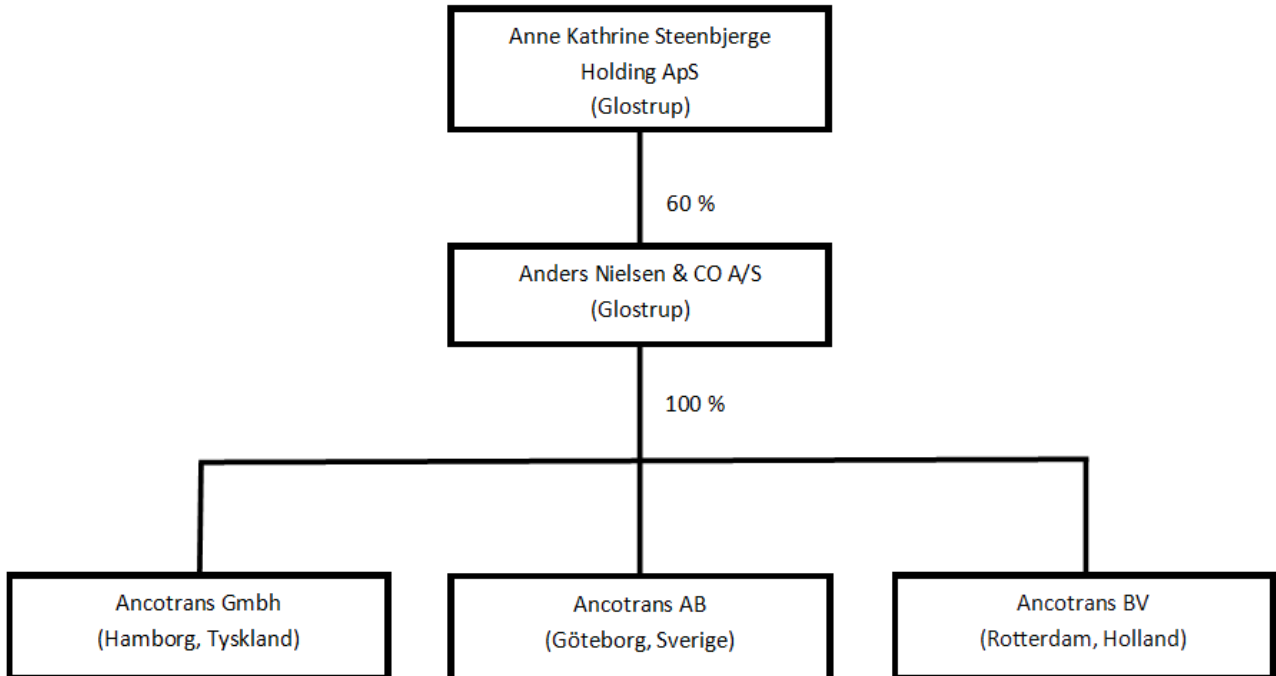 Anne Kathrine Steenbjerge
Holding ApS
(Glostrup)
60 %
Anders Nielsen & CO A/S
(Glostrup)
100 %
Ancotrans Gmbh
(Hamborg, Tyskland)
Ancotrans AB
(Göteborg, Sverige)
Ancotrans BV
(Rotterdam, Holland)